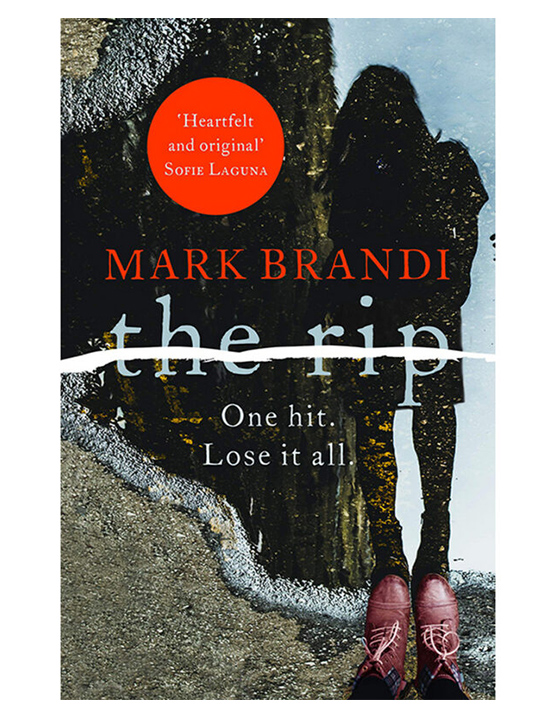 ‘Heartfelt
and original’
SOFIE LAGUNA
MARK BRANDI
the rip
One hit.
Lose it all.